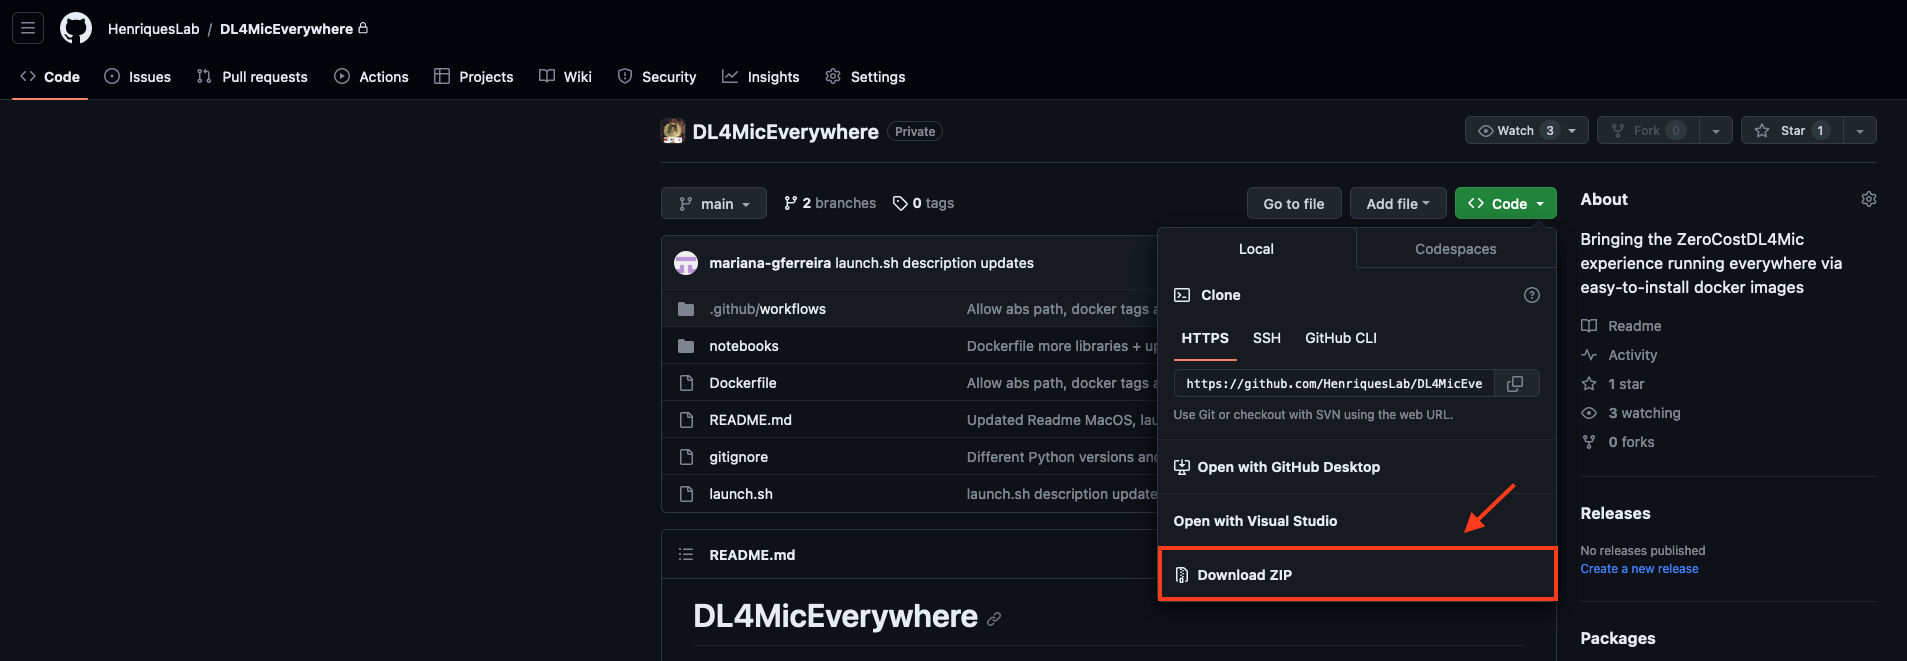 HenriquesLab / DL4MicEverywhere
Code Issues Pull requests Actions Projects Wiki Security Insights Settings
DL4MicEverywhere Private
Watch 3 Fork 0 Star 1
main 2 branches 0 tags
Go to file Add file Code
mariana-gferreira launch.sh description updates
.github/workflows Allow abs path, docker tags
notebooks Dockerfile more libraries +
Dockerfile Allow abs path, docker tags
README.md Updated Readme MacOS,
gitignore Different Python versions
launch.sh launch.sh description
README.md
DL4MicEverywhere
Local Codespaces
Clone
HTTPS SSH GitHub CLI
https://github.com/HenriquesLab/DL4MicEve
Use Git or checkout with SVN using the web URL.
Open with GitHub Desktop
Open with Visual Studio
Download ZIP
About
Bringing the ZeroCostDL4Mic
experience running everywhere via
easy-to-install docker images
Readme
Activity
1 star
3 watching
0 forks
Releases
No releases published
Create a new release
Packages